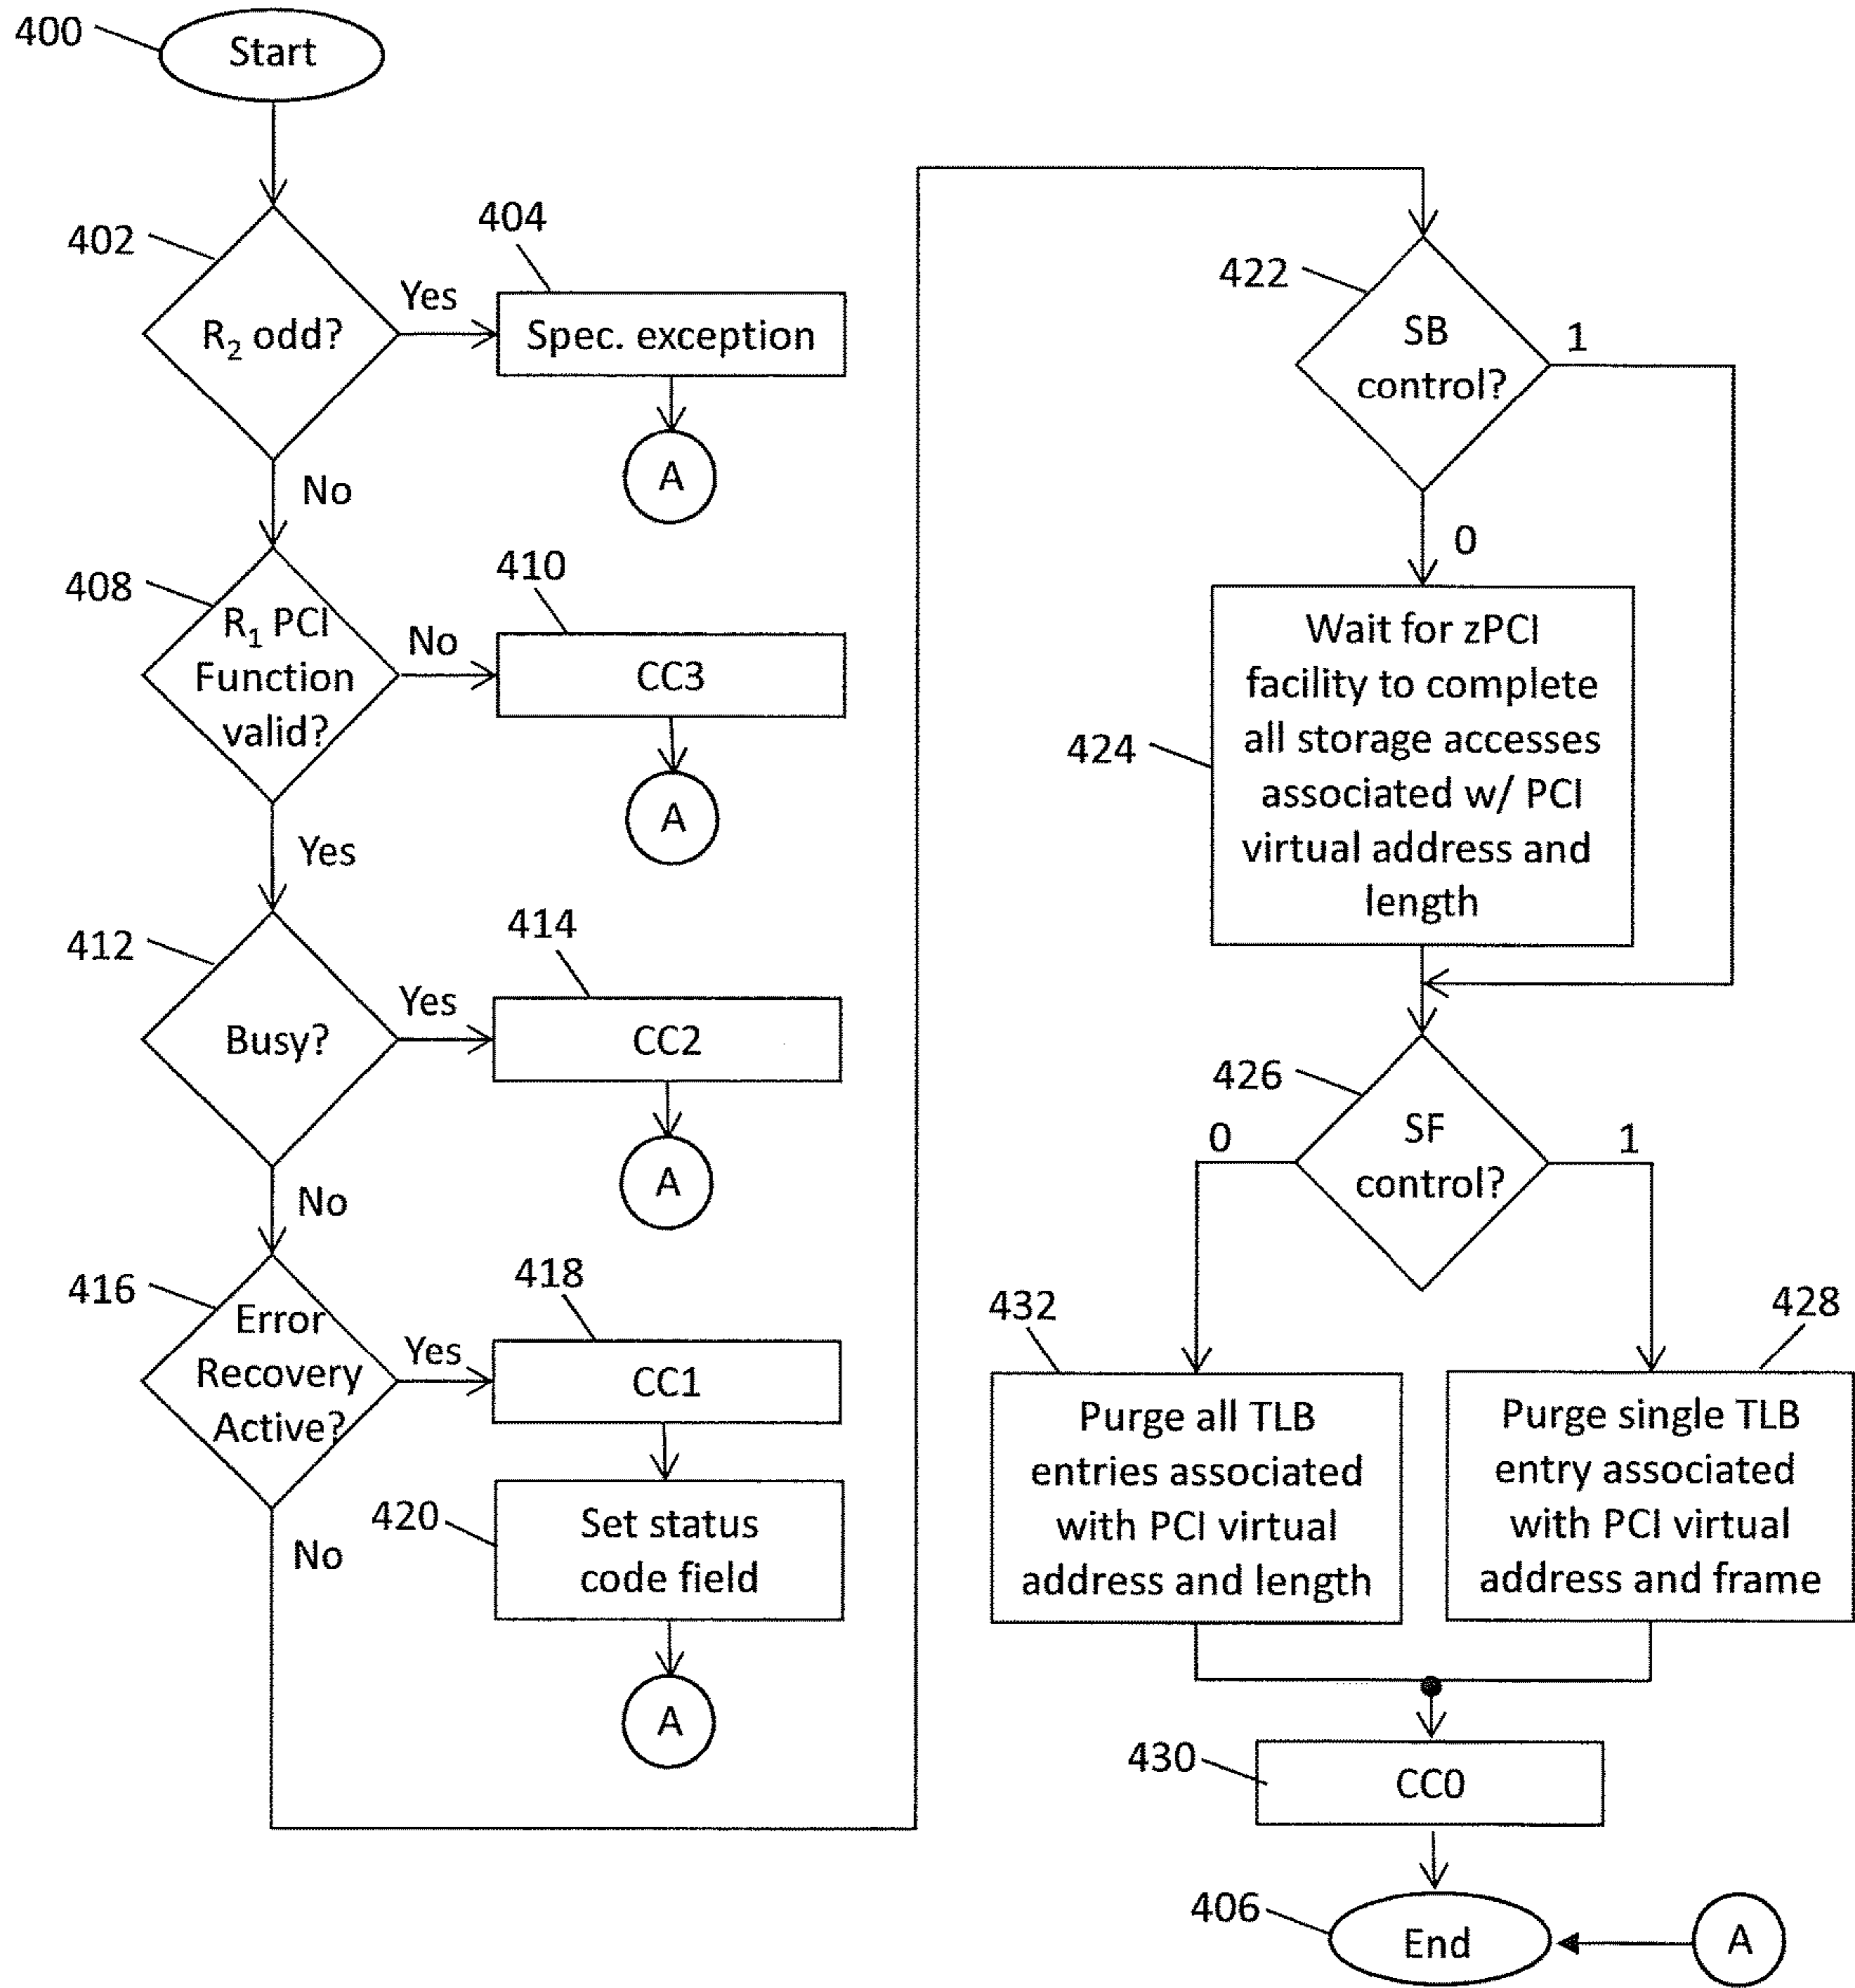 400
Start
402
R2 odd?
Yes
404
Spec. exception
A
No
408
R1 PCI
Function
valid?
No
410
CC3
A
Yes
412
Busy?
Yes
414
CC2
A
No
416
Error
Recovery
Active?
Yes
418
CC1
420
Set status
code field
A
No
422
SB
control?
1
0
424
Wait for zPCI
facility to complete
all storage accesses
associated w/ PCI
virtual address and
length
426
SF
control?
0
1
432
Purge all TLB
entries associated
with PCI virtual
address and length
428
Purge single TLB
entry associated
with PCI virtual
address and frame
430
CC0
406
End
A